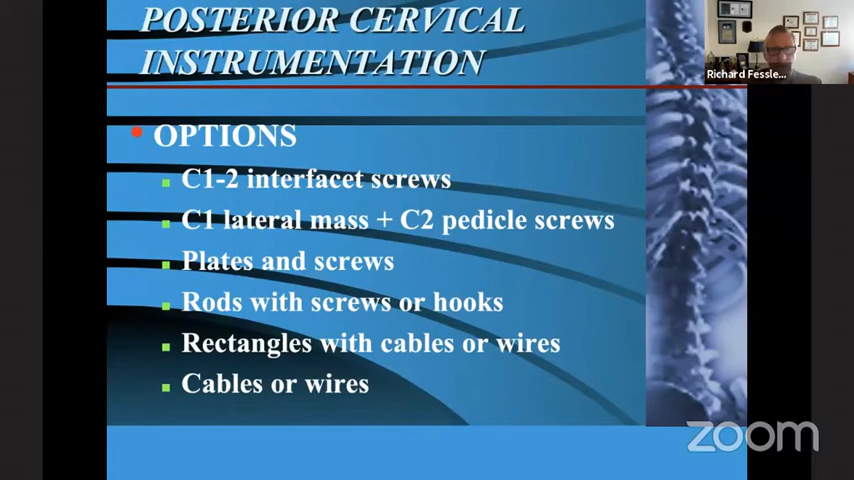 POSTERIOR CERVICAL
INSTRUMENTATION
Richard Fessle...
• OPTIONS
C1-2 interfacet screws
C1 lateral mass + C2 pedicle screws
Plates and screws
Rods with screws or hooks
Rectangles with cables or wires
Cables or wires
zoom